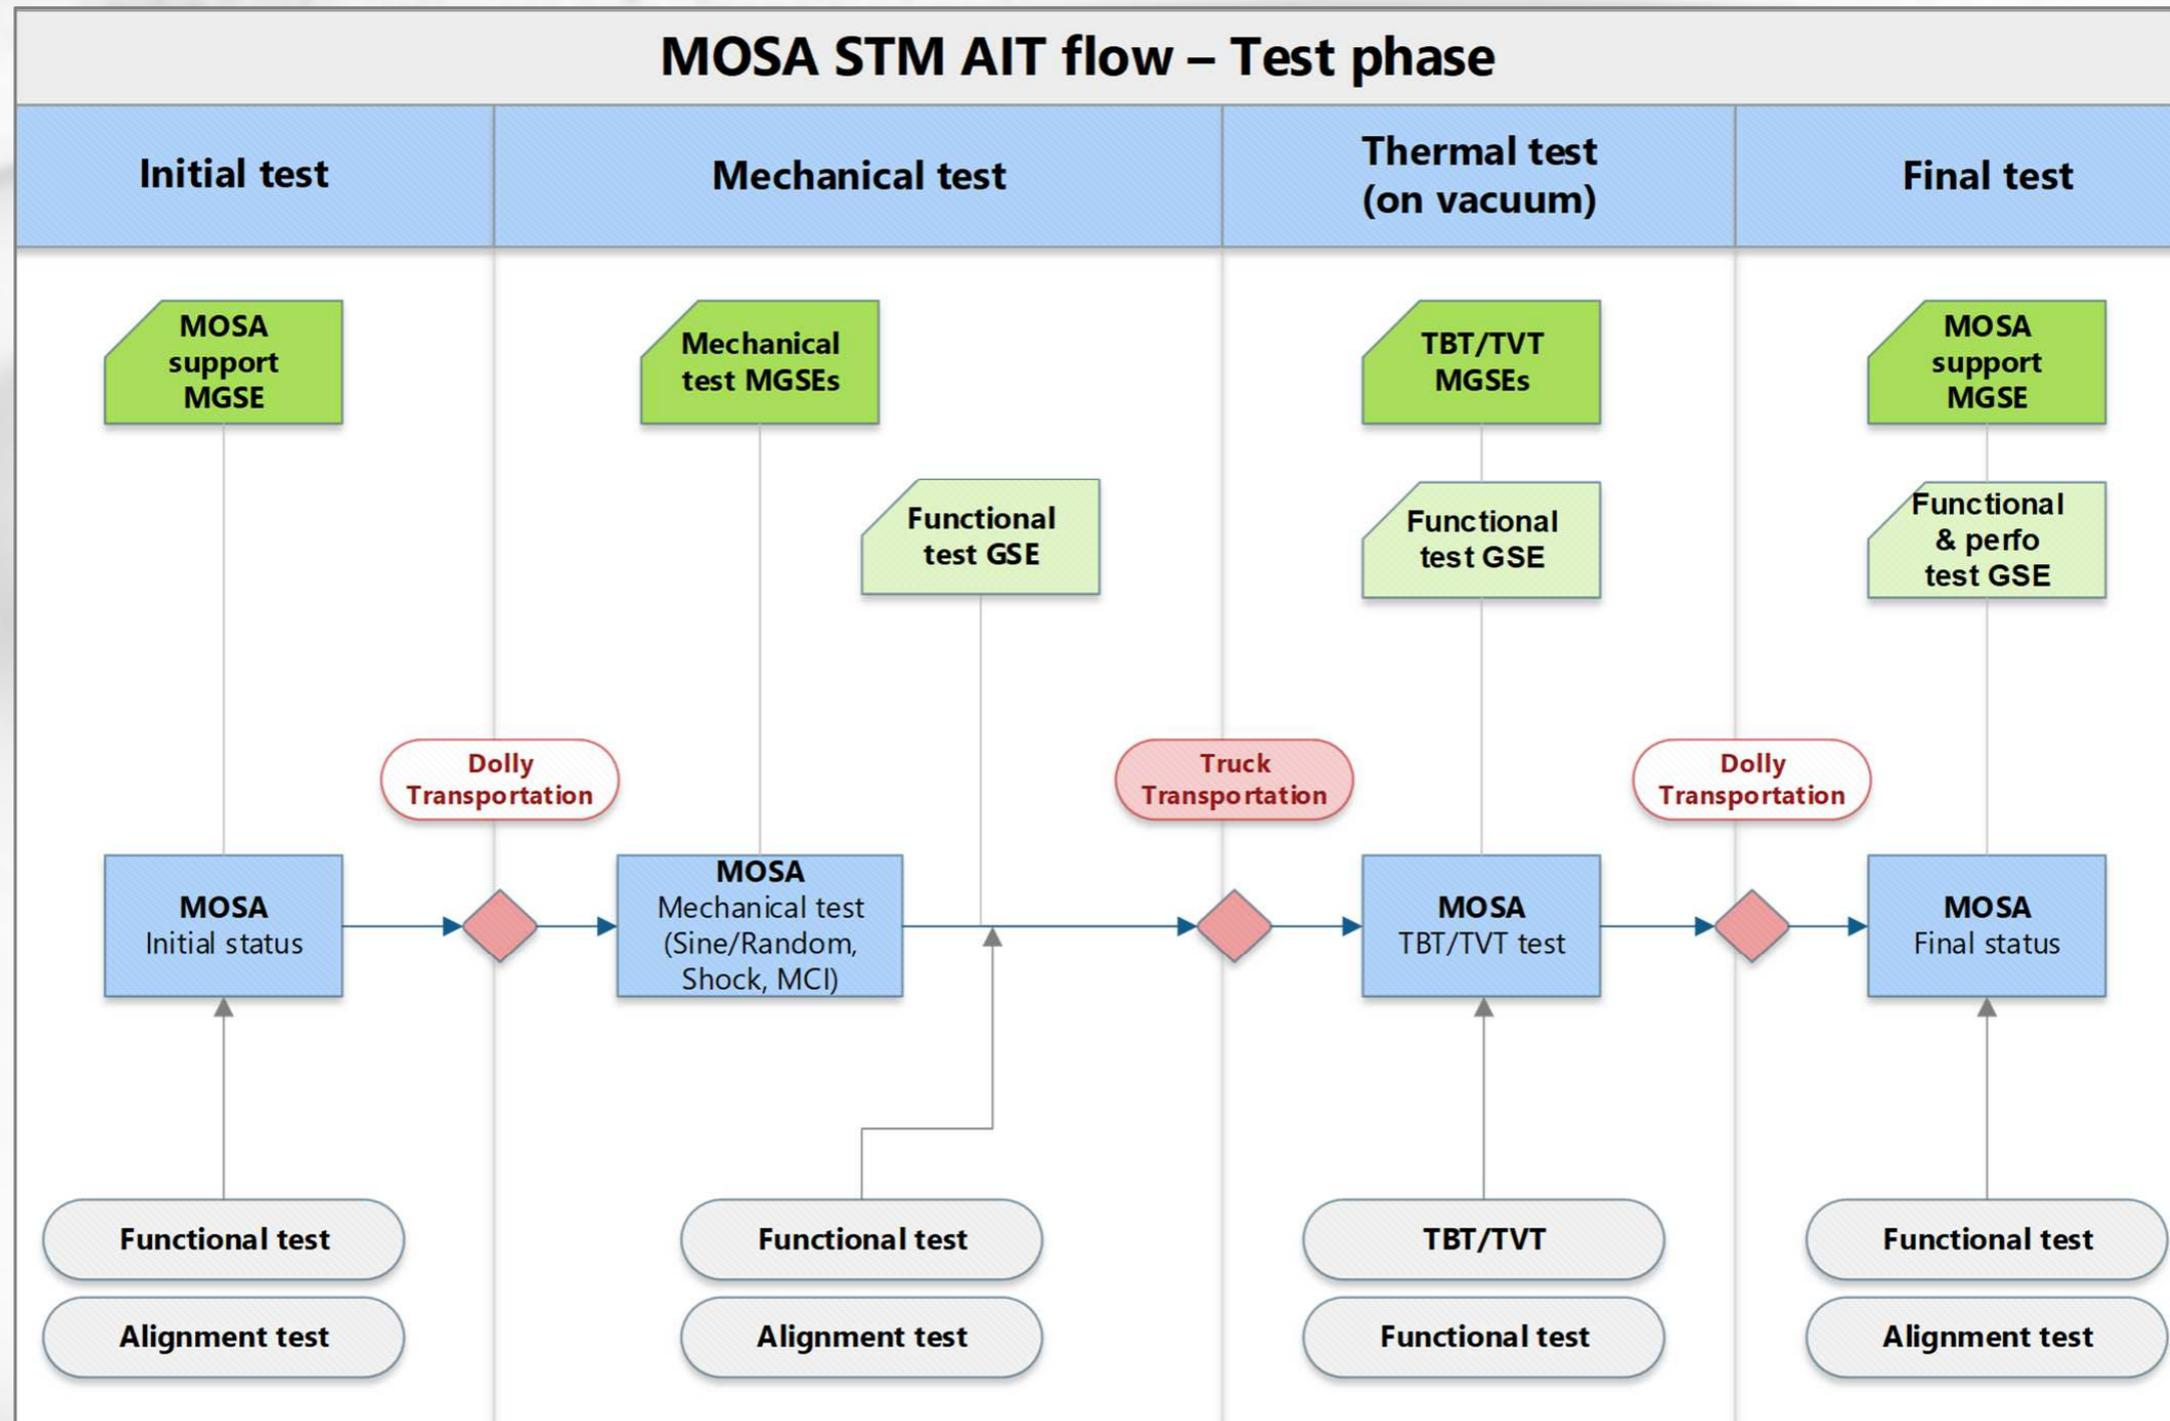 MOSA STM AIT flow – Test phase
Initial test
Mechanical test
Thermal test
(on vacuum)
Final test
MOSA
support
MGSE
Mechanical
test MGSEs
TBT/TVT
MGSEs
MOSA
support
MGSE
Functional
test GSE
Functional
test GSE
Functional
& perfo
test GSE
Dolly
Transportation
Truck
Transportation
Dolly
Transportation
MOSA
Initial status
MOSA
Mechanical test
(Sine/Random,
Shock, MCI)
MOSA
TBT/TVT test
MOSA
Final status
Functional test
Functional test
TBT/TVT
Functional test
Alignment test
Alignment test
Functional test
Alignment test